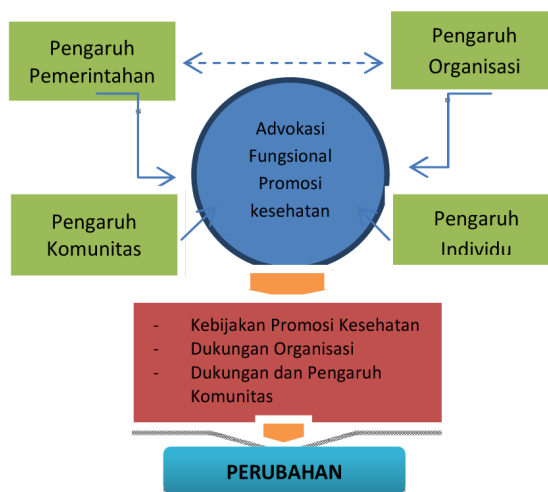 Pengaruh
Pemerintahan
Pengaruh
Organisasi
Advokasi
Fungsional
Promosi
kesehatan
Pengaruh
Komunitas
Pengaruh
Individu
- Kebijakan Promosi Kesehatan
- Dukungan Organisasi
- Dukungan dan Pengaruh
Komunitas
PERUBAHAN